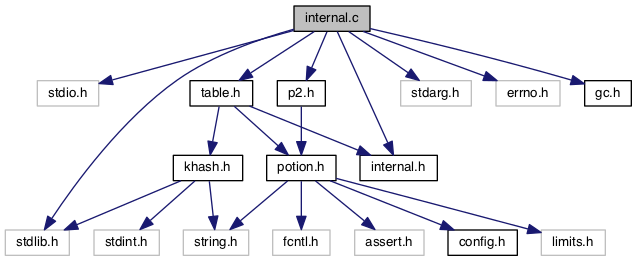 internal.c
stdio.h
table.h
p2.h
stdarg.h
errno.h
gc.h
khash.h
potion.h
internal.h
stdlib.h
stdint.h
string.h
fcntl.h
assert.h
config.h
limits.h